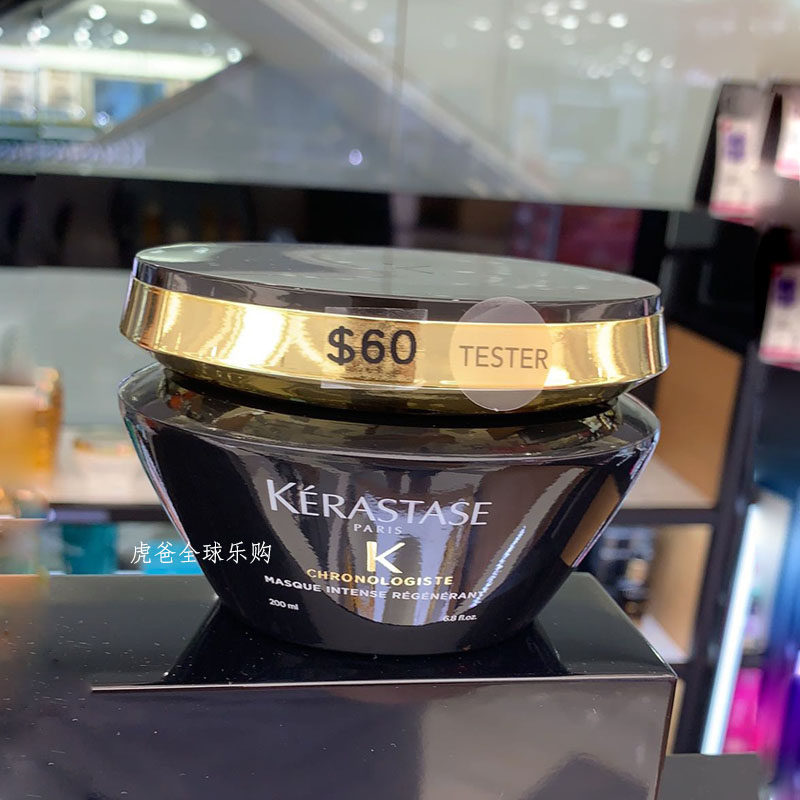 $60
TESTER
KÉRASTASE
PARIS
K
CHRONOLOGISTE
MASQUE INTENSE RÉGÉNÉRANT
200 ml
6.8 fl.oz.
虎爸全球乐购